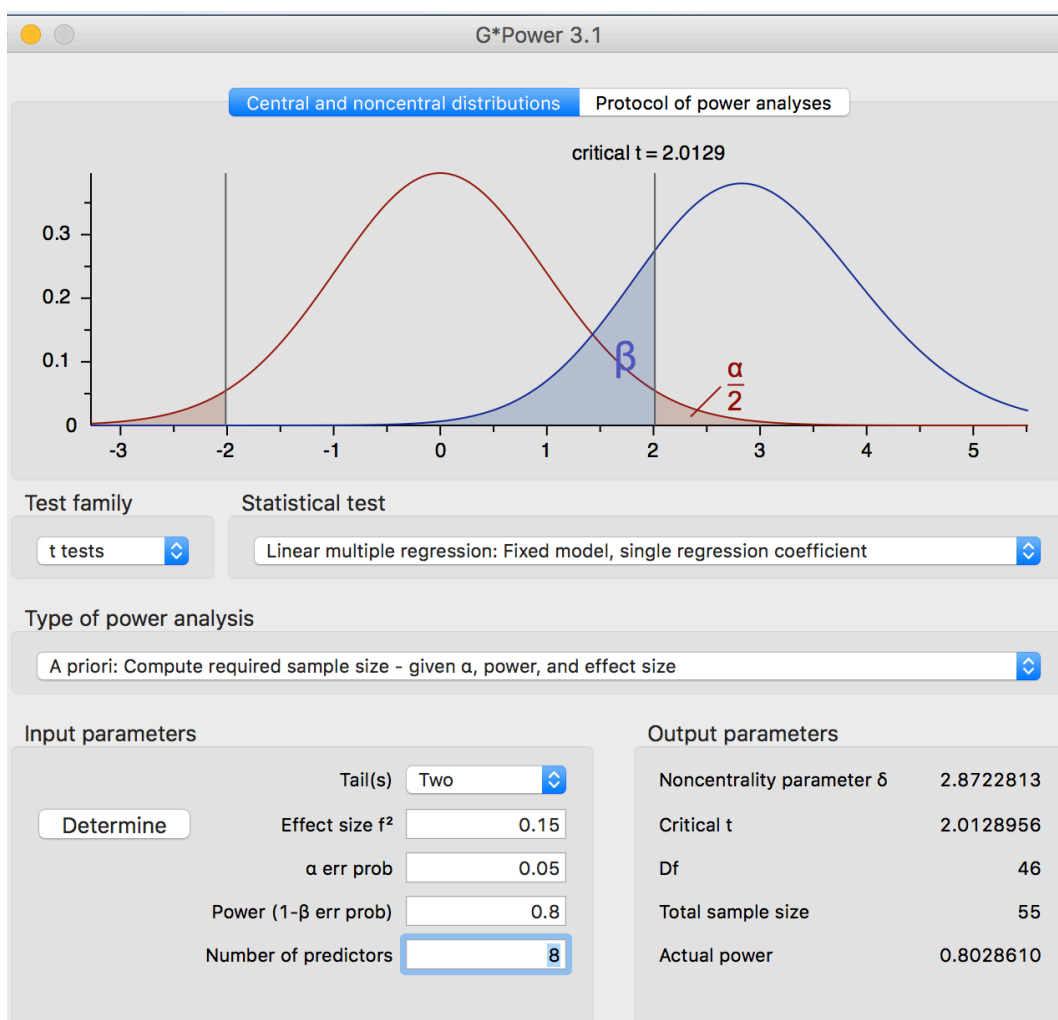 G*Power 3.1
Central and noncentral distributions
Protocol of power analyses
critical t = 2.0129
0.3
0.2
0.1
0
β
α
2
-3 -2 -1 0 1 2 3 4 5
Test family
Statistical test
t tests
Linear multiple regression: Fixed model, single regression coefficient
Type of power analysis
A priori: Compute required sample size - given α, power, and effect size
Input parameters
Tail(s) Two
Determine
Effect size f² 0.15
α err prob 0.05
Power (1-β err prob) 0.8
Number of predictors 8
Output parameters
Noncentrality parameter δ 2.8722813
Critical t 2.0128956
Df 46
Total sample size 55
Actual power 0.8028610